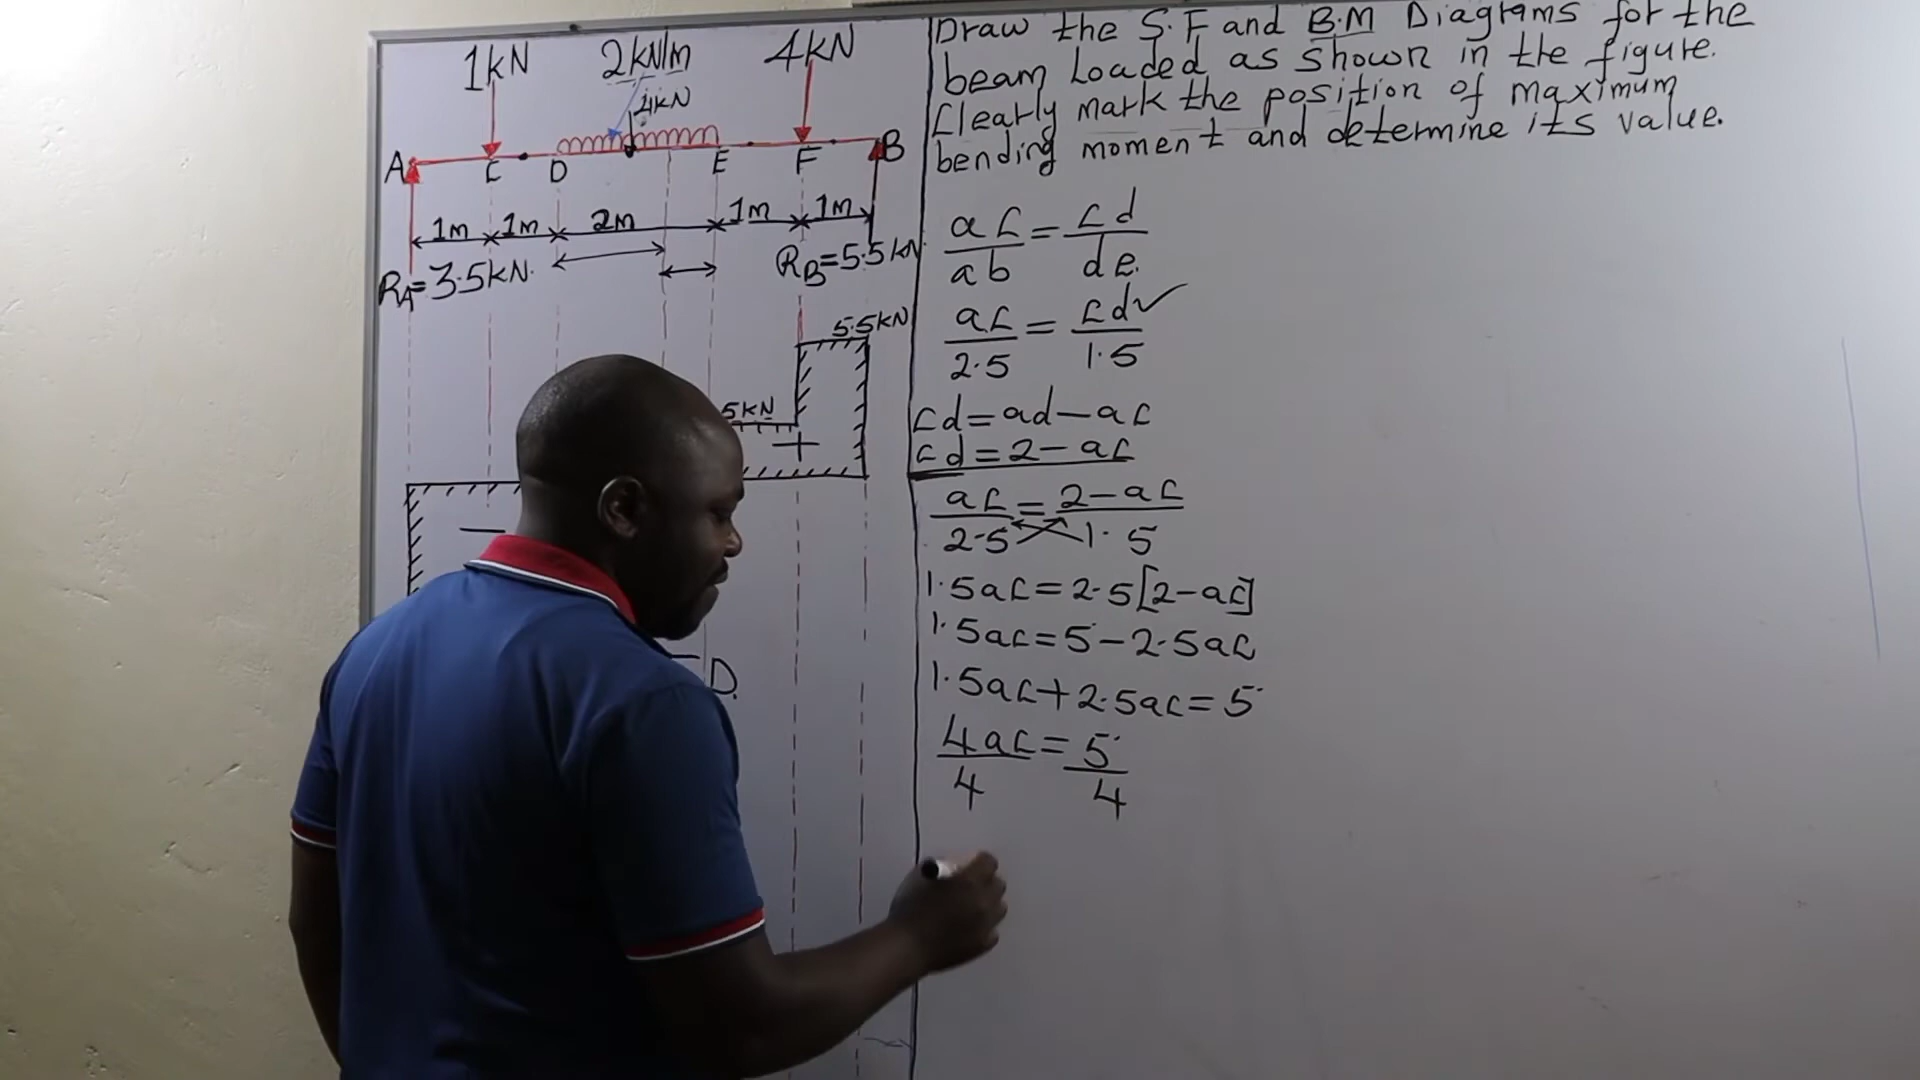 1kN 2kN/m 4kN
4kN
A C D E F B
1m 1m 2m 1m 1m
RA=3.5kN. RB=5.5kN
5.5kN
5kN
+
−
D.
Draw the S.F and B.M Diagrams for the
beam Loaded as shown in the figure.
Clearly mark the position of maximum
bending moment and determine its value.
ac/ab = cd/de.
ac/2.5 = cd/1.5 ✓
cd=ad−ac
cd=2−ac
ac/2.5 = 2−ac/1.5
1.5ac=2.5[2−ac]
1.5ac=5−2.5ac
1.5ac+2.5ac=5
4ac/4 = 5/4